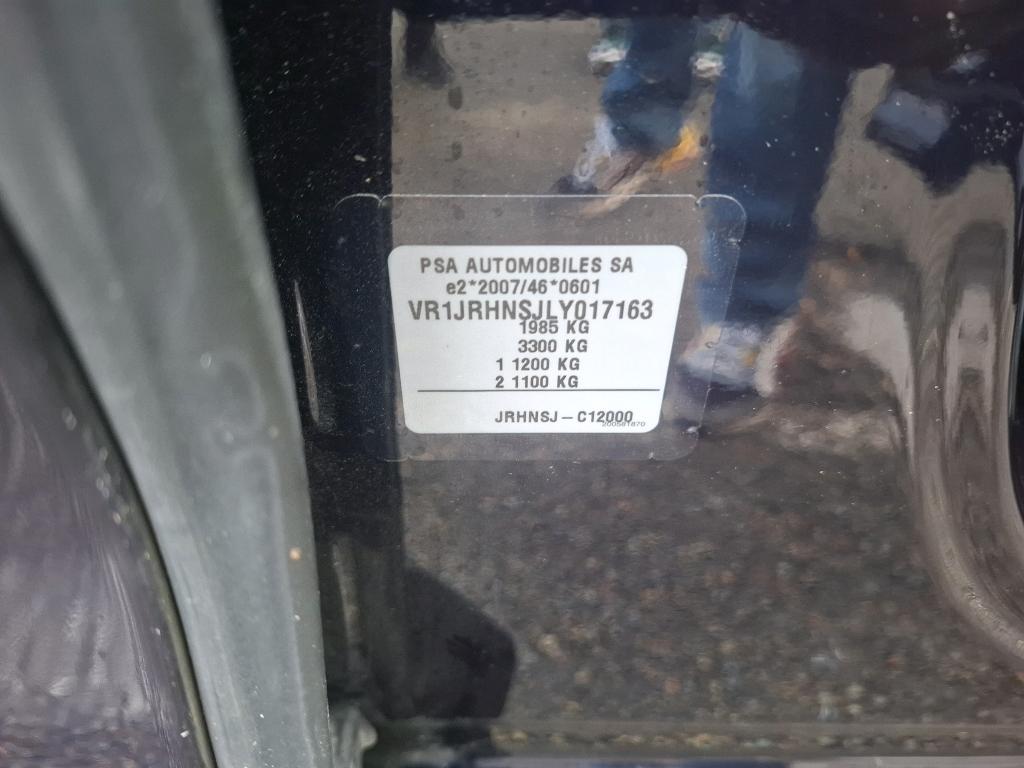 PSA AUTOMOBILES SA
e2*2007/46*0601
VR1JRHNSJLY017163
1985 KG
3300 KG
1 1200 KG
2 1100 KG
JRHNSJ-C12000
200581870